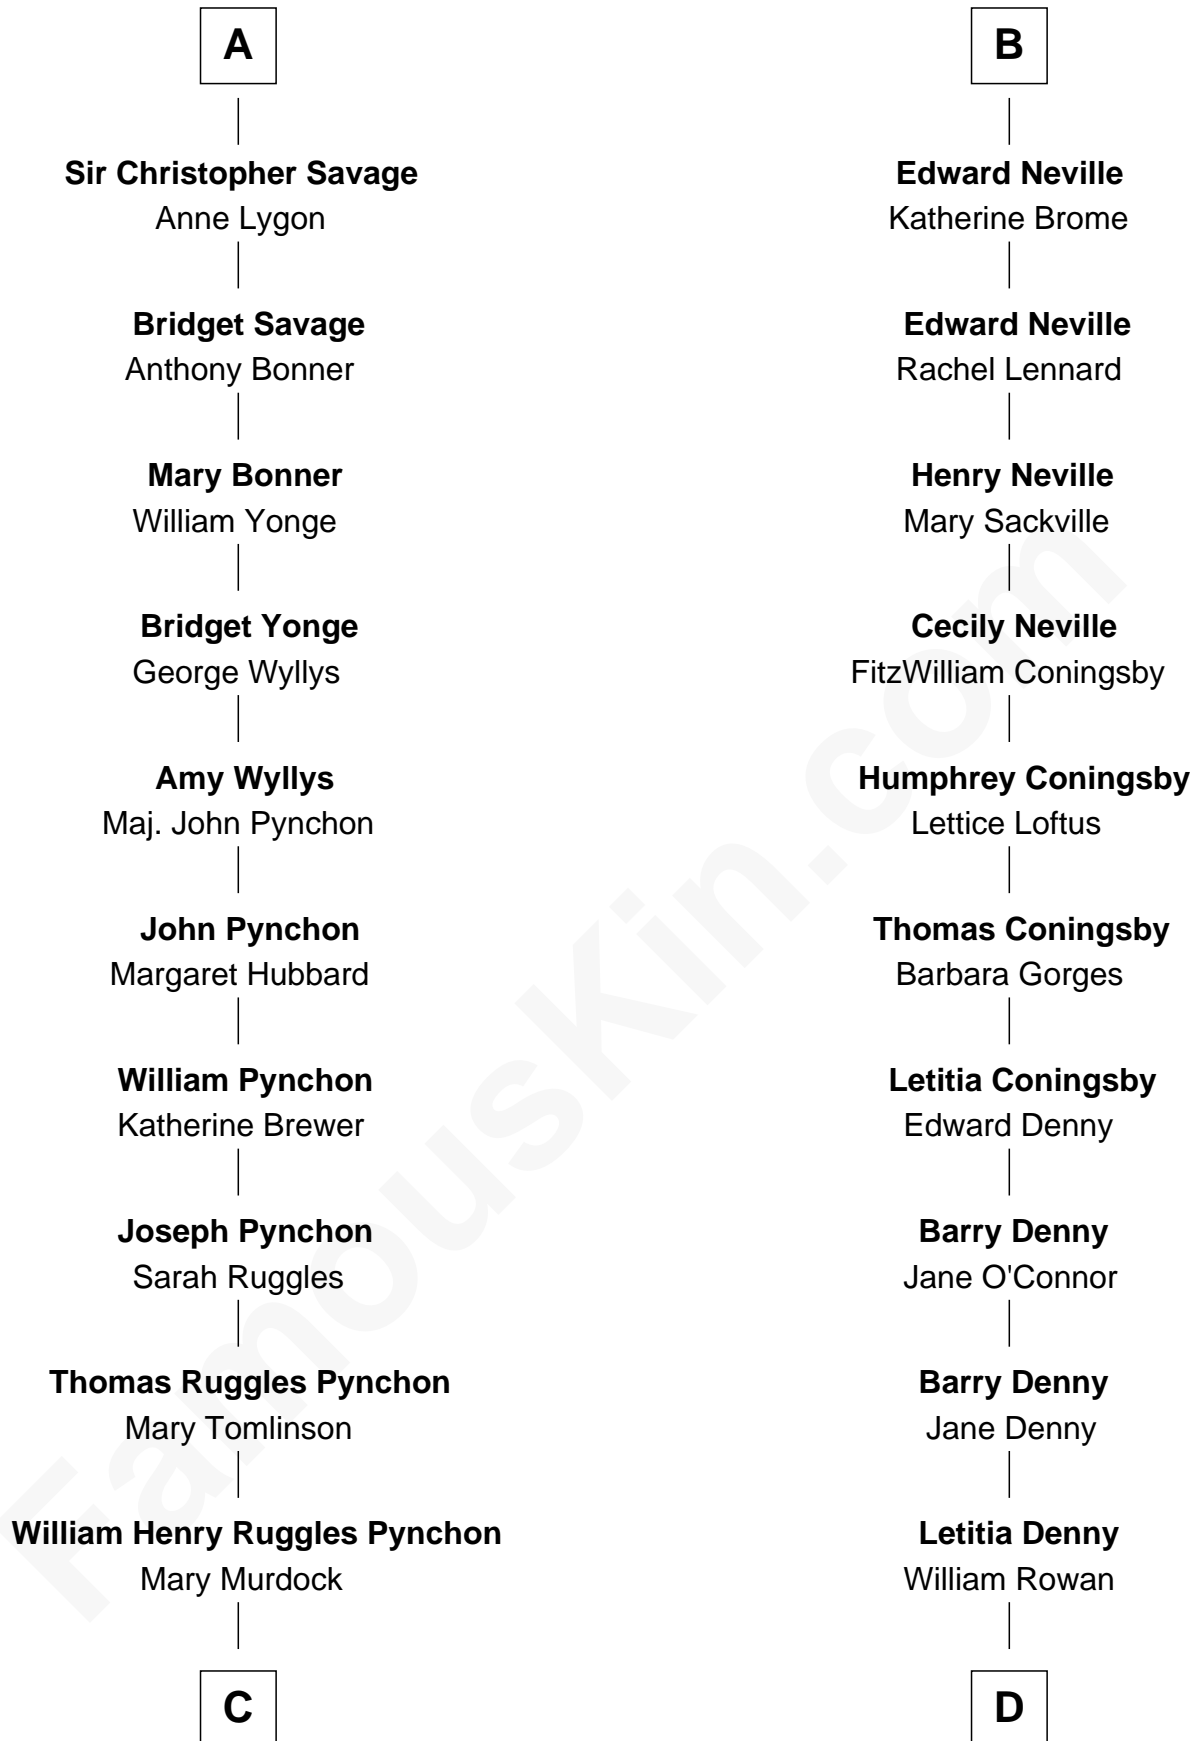 A
Sir Christopher Savage
Anne Lygon
Bridget Savage
Anthony Bonner
Mary Bonner
William Yonge
Bridget Yonge
George Wyllys
Amy Wyllys
Maj. John Pynchon
John Pynchon
Margaret Hubbard
William Pynchon
Katherine Brewer
Joseph Pynchon
Sarah Ruggles
Thomas Ruggles Pynchon
Mary Tomlinson
William Henry Ruggles Pynchon
Mary Murdock
C
B
Edward Neville
Katherine Brome
Edward Neville
Rachel Lennard
Henry Neville
Mary Sackville
Cecily Neville
FitzWilliam Coningsby
Humphrey Coningsby
Lettice Loftus
Thomas Coningsby
Barbara Gorges
Letitia Coningsby
Edward Denny
Barry Denny
Jane O'Connor
Barry Denny
Jane Denny
Letitia Denny
William Rowan
D
FamousKin.com